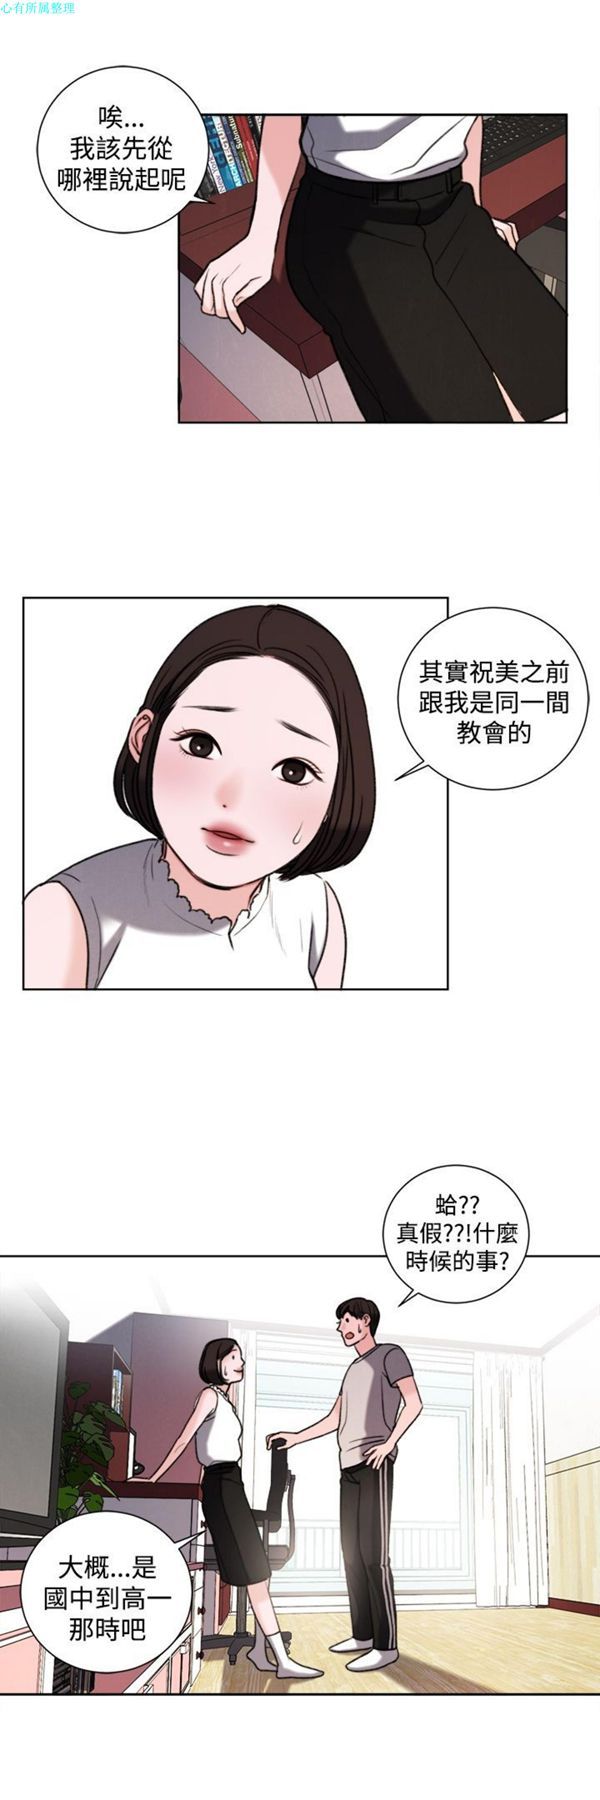 心有所属整理
唉...
我該先從
哪裡說起呢
其實祝美之前
跟我是同一間
教會的
蛤??
真假??!什麼
時候的事?
大概...是
國中到高一
那時吧